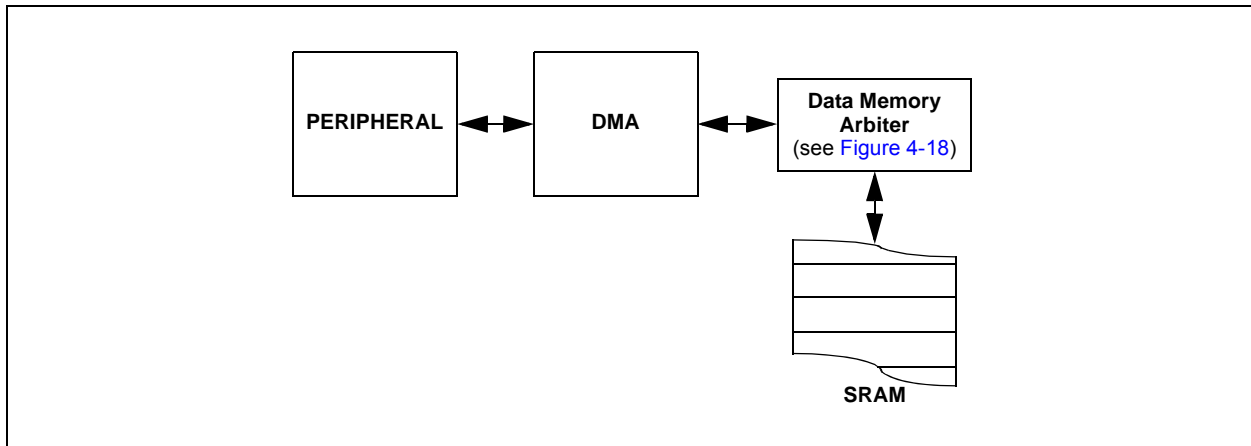 PERIPHERAL
DMA
Data Memory
Arbiter
(see Figure 4-18)
SRAM